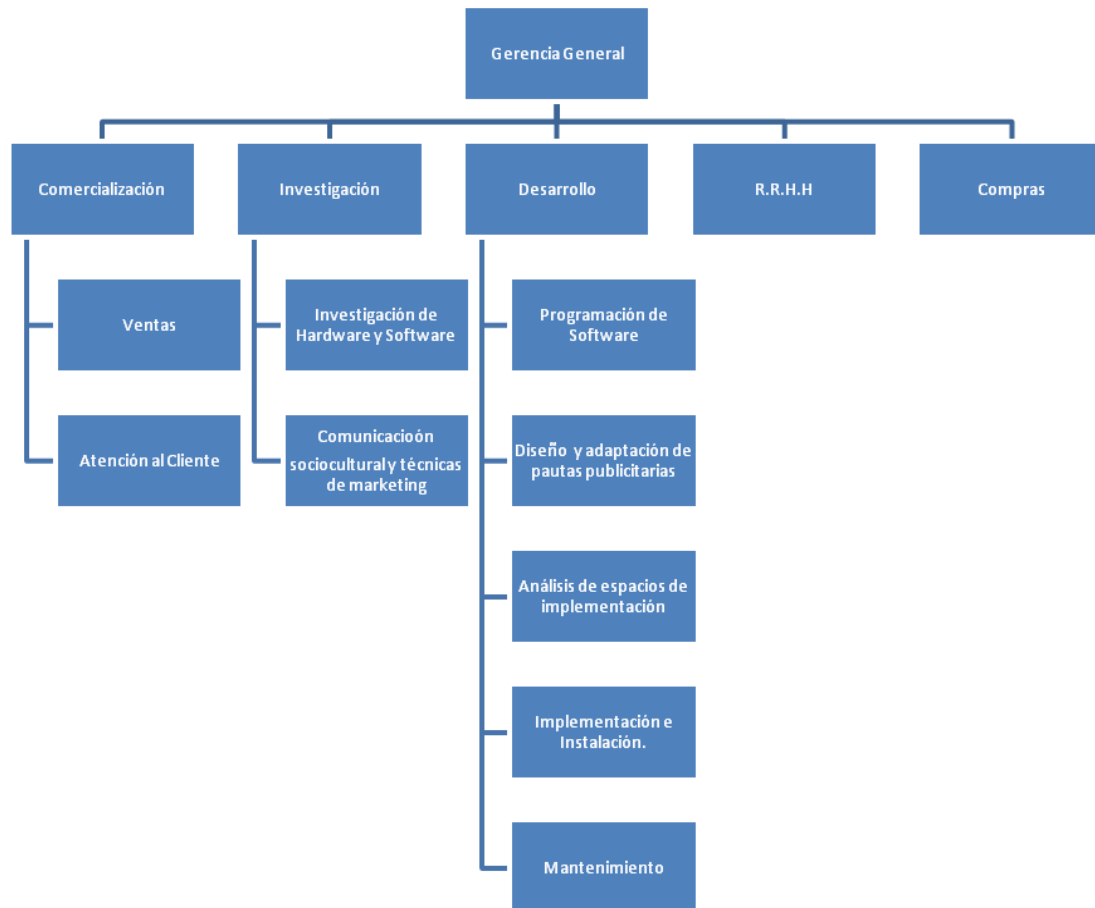 Gerencia General
Comercialización
Investigación
Desarrollo
R.R.H.H
Compras
Ventas
Investigación de
Hardware y Software
Programación de
Software
Atención al Cliente
Comunicacioón
sociocultural y técnicas
de marketing
Diseño y adaptación de
pautas publicitarias
Análisis de espacios de
implementación
Implementación e
Instalación.
Mantenimiento